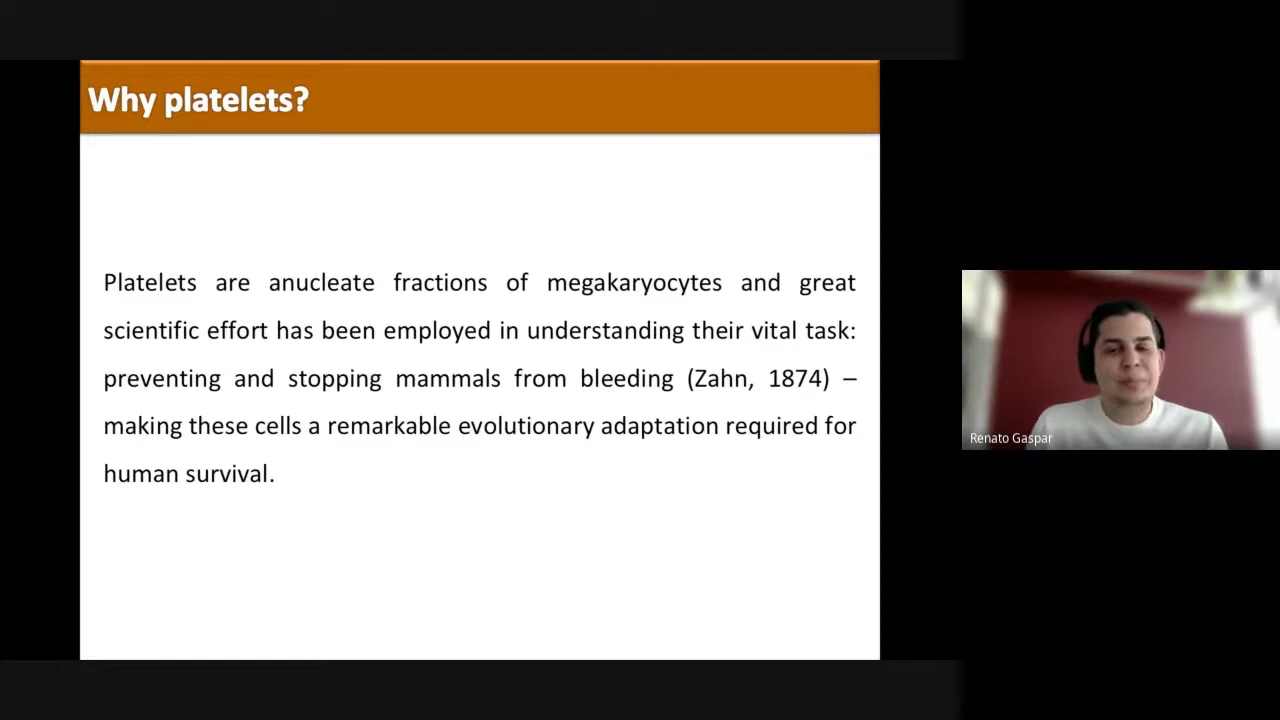 Why platelets?
Platelets are anucleate fractions of megakaryocytes and great
scientific effort has been employed in understanding their vital task:
preventing and stopping mammals from bleeding (Zahn, 1874) –
making these cells a remarkable evolutionary adaptation required for
human survival.
Renato Gaspar